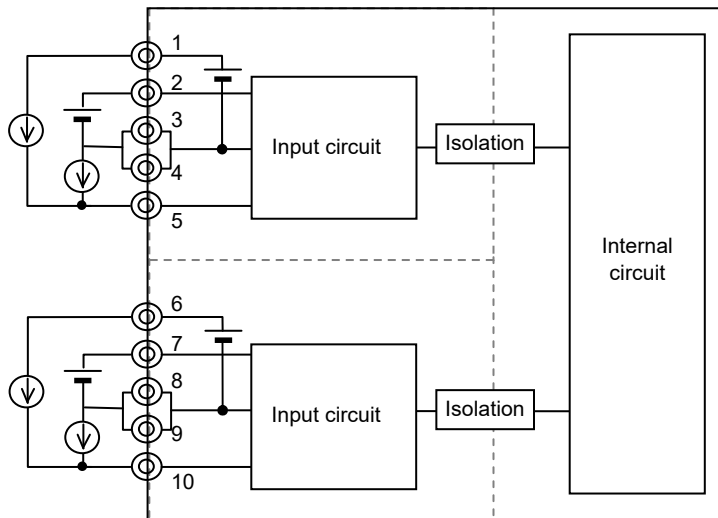 1
2
3
4
5
Input circuit
Isolation
Internal
circuit
6
7
8
9
10
Input circuit
Isolation